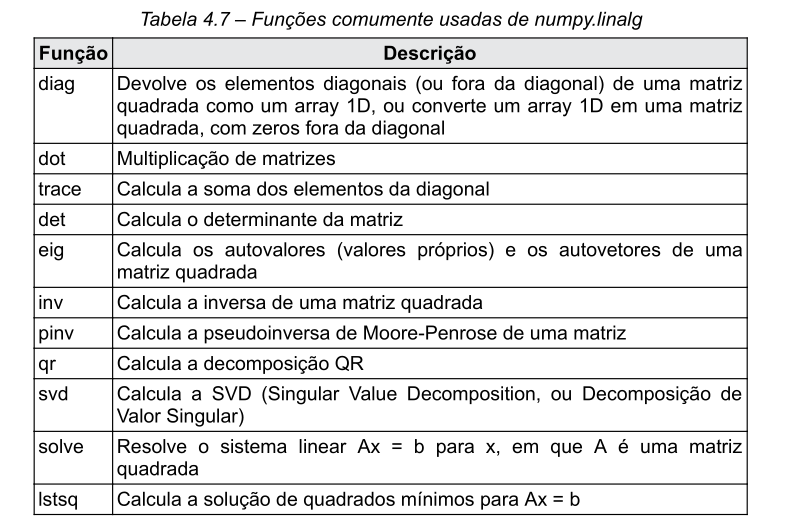 Tabela 4.7 – Funções comumente usadas de numpy.linalg
Função Descrição
diag Devolve os elementos diagonais (ou fora da diagonal) de uma matriz
quadrada como um array 1D, ou converte um array 1D em uma matriz
quadrada, com zeros fora da diagonal
dot Multiplicação de matrizes
trace Calcula a soma dos elementos da diagonal
det Calcula o determinante da matriz
eig Calcula os autovalores (valores próprios) e os autovetores de uma
matriz quadrada
inv Calcula a inversa de uma matriz quadrada
pinv Calcula a pseudoinversa de Moore-Penrose de uma matriz
qr Calcula a decomposição QR
svd Calcula a SVD (Singular Value Decomposition, ou Decomposição de
Valor Singular)
solve Resolve o sistema linear Ax = b para x, em que A é uma matriz
quadrada
lstsq Calcula a solução de quadrados mínimos para Ax = b